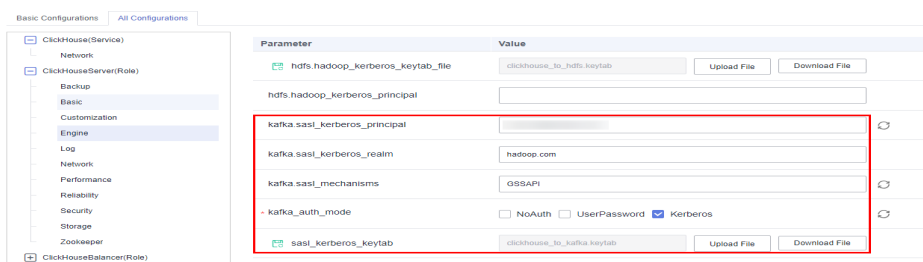 Basic Configurations All Configurations
ClickHouse(Service)
Network
ClickHouseServer(Role)
Backup
Basic
Customization
Engine
Log
Network
Performance
Reliability
Security
Storage
Zookeeper
ClickHouseBalancer(Role)
Parameter Value
hdfs.hadoop_kerberos_keytab_file clickhouse_to_hdfs.keytab Upload File Download File
hdfs.hadoop_kerberos_principal
kafka.sasl_kerberos_principal
kafka.sasl_kerberos_realm hadoop.com
kafka.sasl_mechanisms GSSAPI
* kafka_auth_mode NoAuth UserPassword Kerberos
sasl_kerberos_keytab clickhouse_to_kafka.keytab Upload File Download File